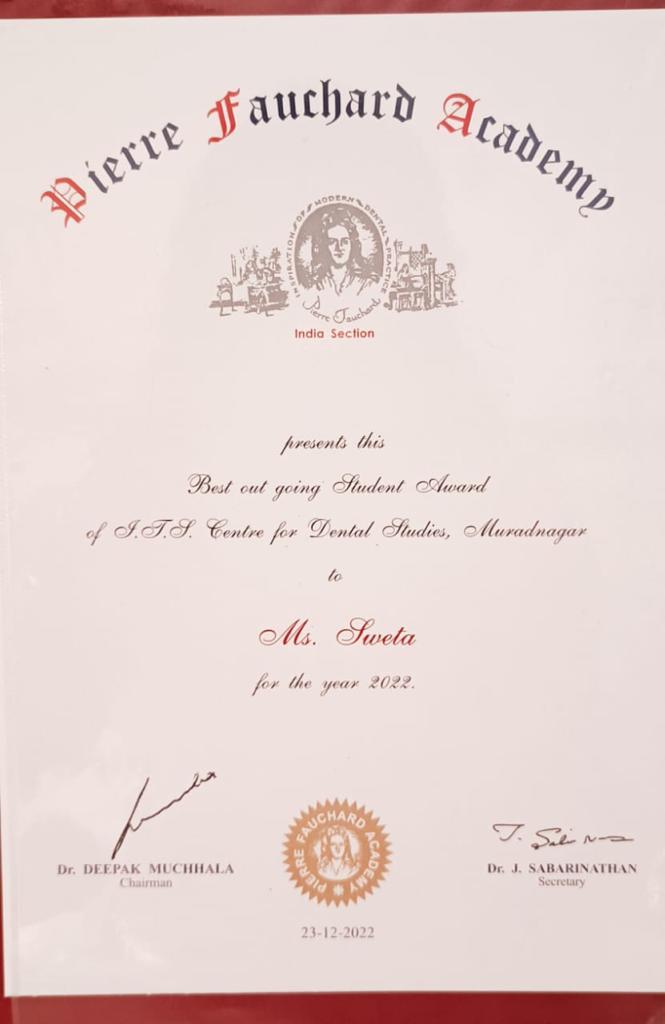 Pierre Fauchard Academy
INSPIRATION OF MODERN DENTAL PRACTICE
Pierre Fauchard
India Section
presents this
Best out going Student Award
of I.T.S. Centre for Dental Studies, Muradnagar
to
Ms. Sweta
for the year 2022.
Dr. DEEPAK MUCHHALA
Chairman
PIERRE FAUCHARD ACADEMY
Dr. J. SABARINATHAN
Secretary
23-12-2022